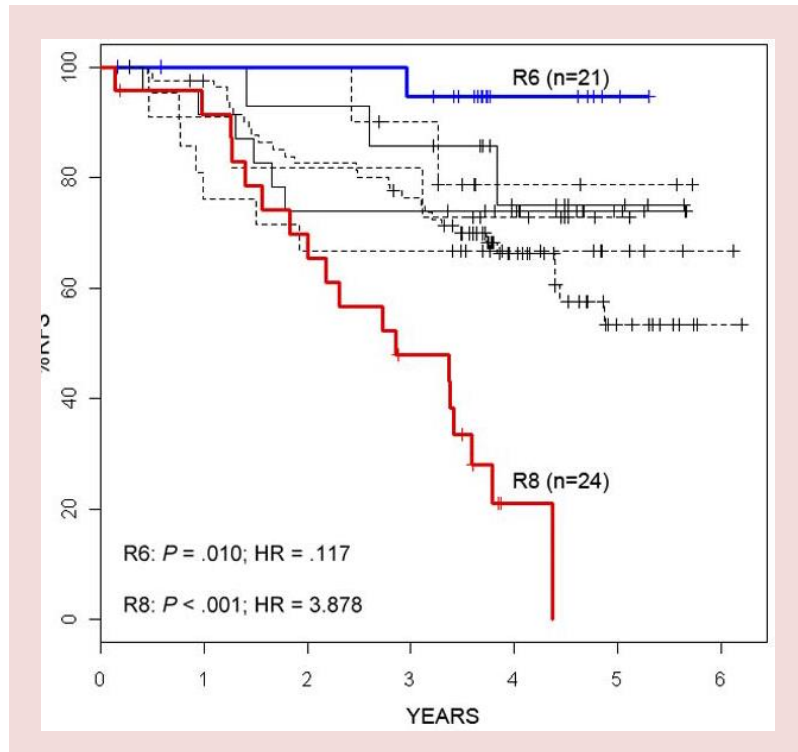 100
80
60
40
20
0
%RFS
R6 (n=21)
R8 (n=24)
R6: P = .010; HR = .117
R8: P < .001; HR = 3.878
0 1 2 3 4 5 6
YEARS